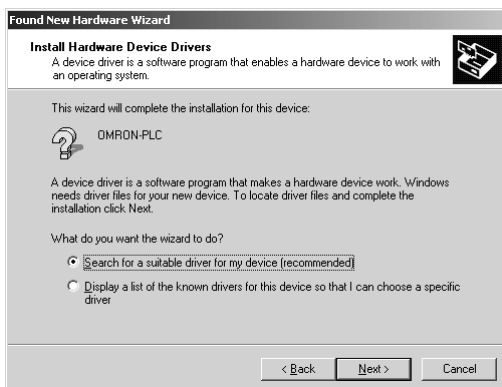 Found New Hardware Wizard
Install Hardware Device Drivers
A device driver is a software program that enables a hardware device to work with
an operating system.
This wizard will complete the installation for this device:
OMRON-PLC
A device driver is a software program that makes a hardware device work. Windows
needs driver files for your new device. To locate driver files and complete the
installation click Next.
What do you want the wizard to do?
Search for a suitable driver for my device (recommended)
Display a list of the known drivers for this device so that I can choose a specific
driver
< Back Next > Cancel